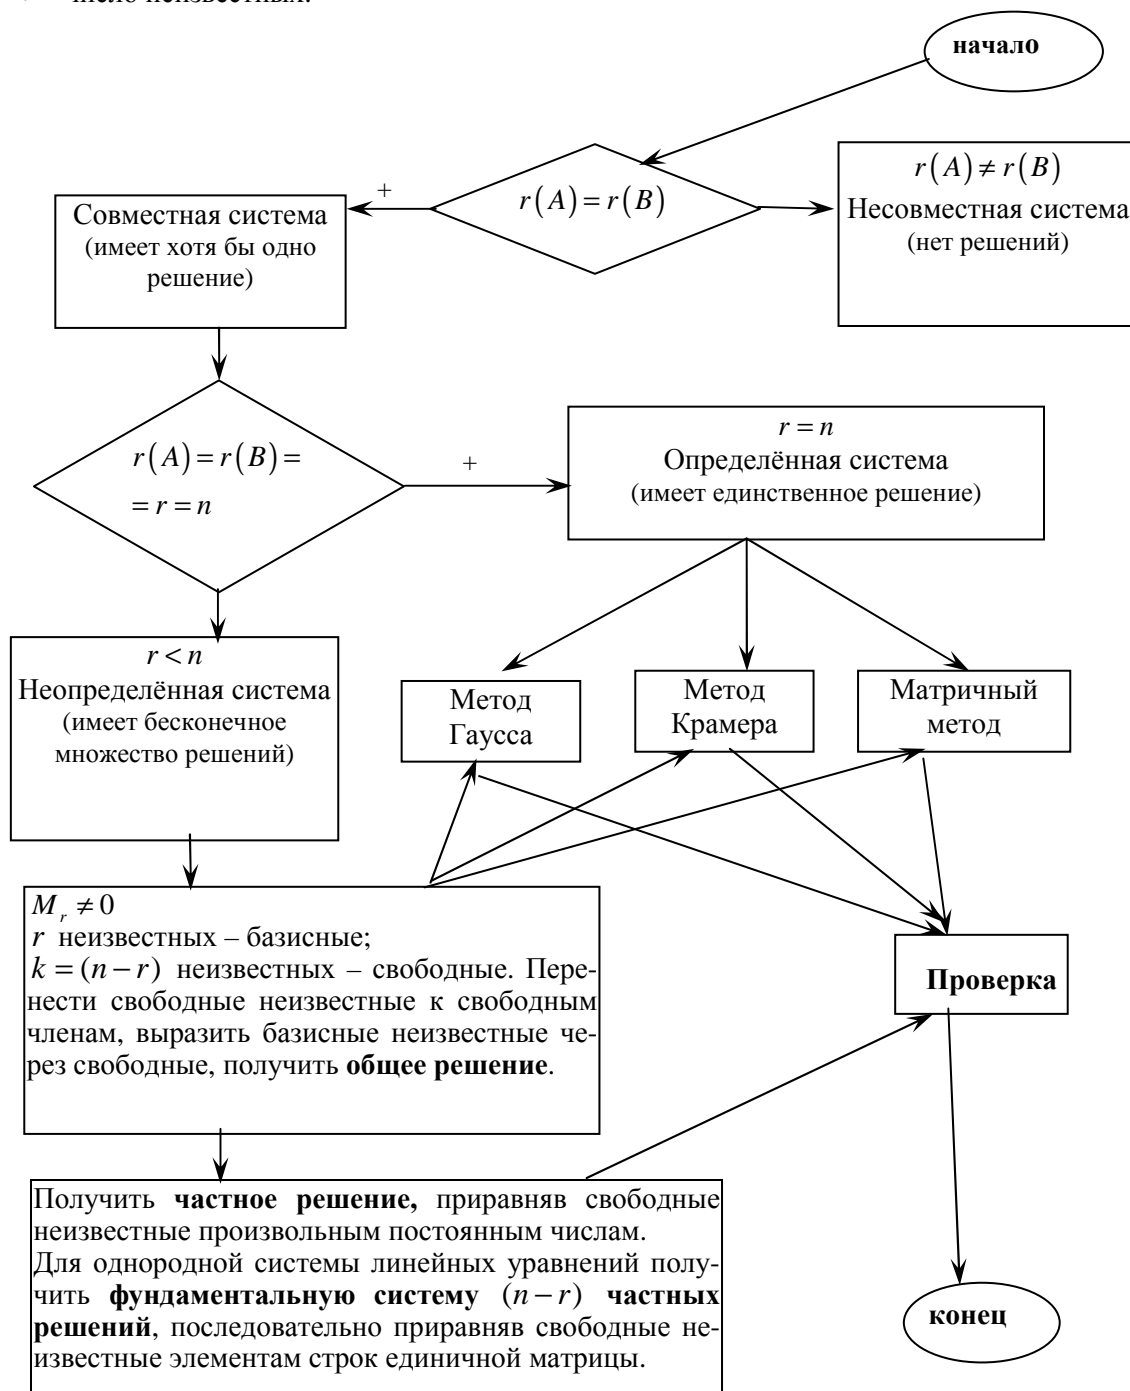 число неизвестных.
начало
r(A) = r(B)
+
r(A) ≠ r(B)
Несовместная система
(нет решений)
Совместная система
(имеет хотя бы одно
решение)
r(A) = r(B) =
= r = n
+
r = n
Определённая система
(имеет единственное решение)
r < n
Неопределённая система
(имеет бесконечное
множество решений)
Метод
Гаусса
Метод
Крамера
Матричный
метод
M_r ≠ 0
r неизвестных – базисные;
k = (n – r) неизвестных – свободные. Пере-
нести свободные неизвестные к свободным
членам, выразить базисные неизвестные че-
рез свободные, получить общее решение.
Проверка
Получить частное решение, приравняв свободные
неизвестные произвольным постоянным числам.
Для однородной системы линейных уравнений полу-
чить фундаментальную систему (n – r) частных
решений, последовательно приравняв свободные не-
известные элементам строк единичной матрицы.
конец